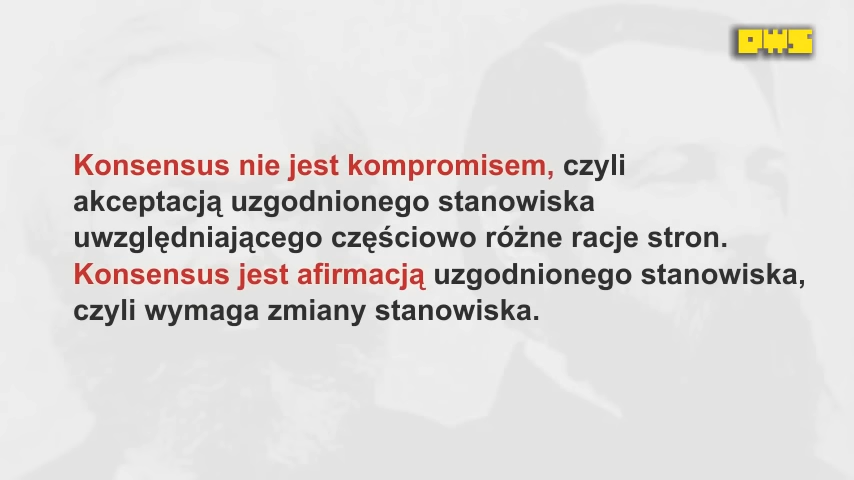 OWS
Konsensus nie jest kompromisem, czyli
akceptacją uzgodnionego stanowiska
uwzględniającego częściowo różne racje stron.
Konsensus jest afirmacją uzgodnionego stanowiska,
czyli wymaga zmiany stanowiska.